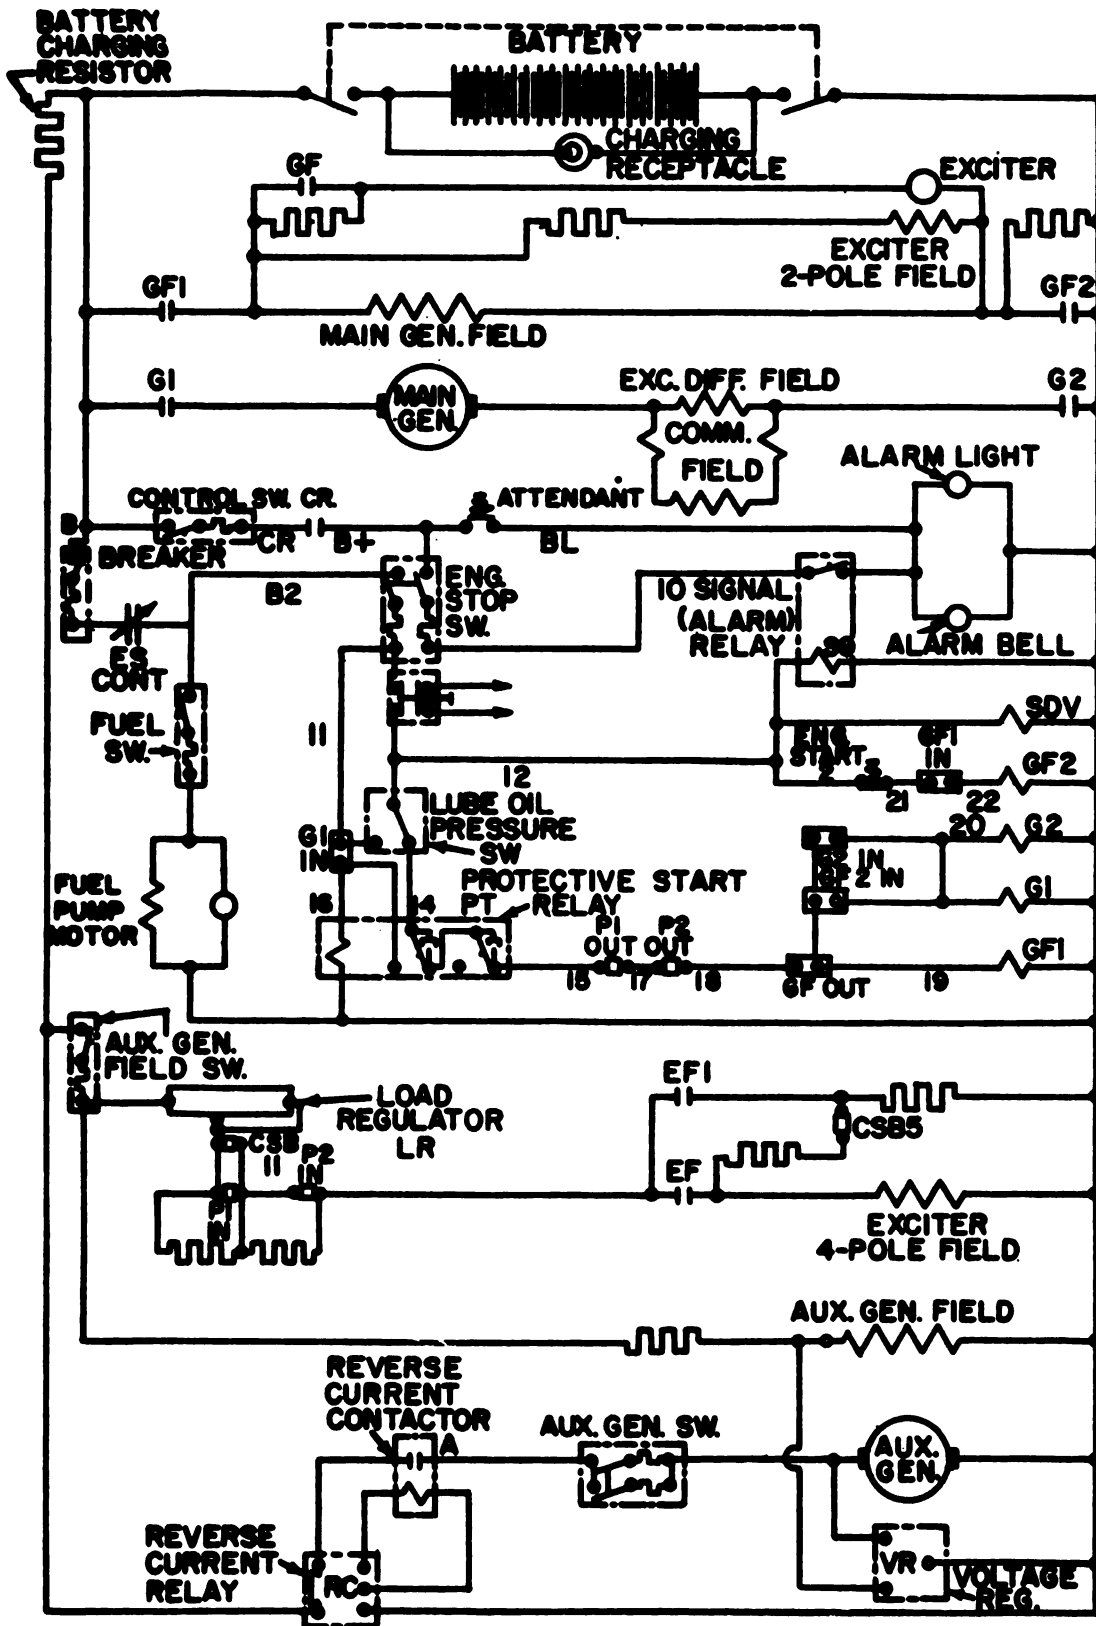 BATTERY
CHARGING
RESISTOR
BATTERY
CHARGING
RECEPTACLE
GF
EXCITER
EXCITER
2-POLE FIELD
GF1
GF2
MAIN GEN. FIELD
G1
MAIN
GEN.
EXC. DIFF. FIELD
G2
COMM.
FIELD
ALARM LIGHT
CONTROL SW. CR.
S ATTENDANT
B
BREAKER
CR
B+
BL
B2
ENG.
STOP
SW.
10 SIGNAL
(ALARM)
RELAY
SG
ALARM BELL
ES
CONT
FUEL
SW.
11
SDV
ENG.
START
GF1
IN
2
S
GF2
12
21
22
LUBE OIL
PRESSURE
SW
G1
IN
20
G2
G2 IN
GF2 IN
G1
PROTECTIVE START
PT RELAY
FUEL
PUMP
MOTOR
16
14
P1
OUT
P2
OUT
GF1
15
17
18
GF OUT
19
AUX. GEN.
FIELD SW.
LOAD
REGULATOR
LR
EF1
CSB5
CSB
11
P2
IN
P1
IN
EF
EXCITER
4-POLE FIELD
AUX. GEN. FIELD
REVERSE
CURRENT
CONTACTOR
A
AUX. GEN. SW.
AUX.
GEN.
REVERSE
CURRENT
RELAY
RC
VR
VOLTAGE
REG.